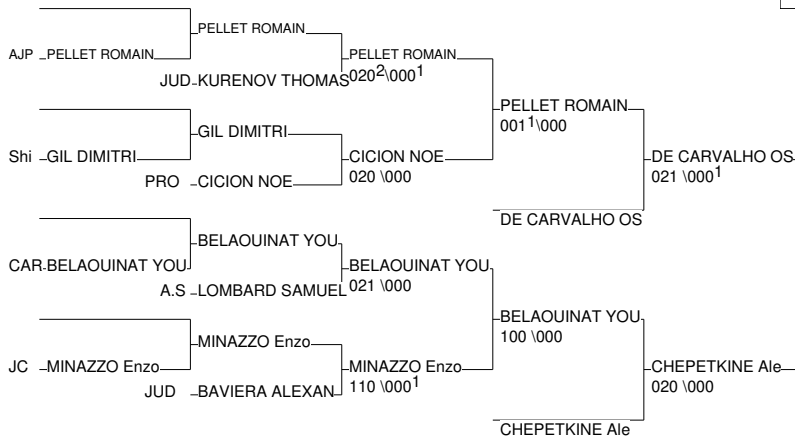 PELLET ROMAIN
AJP PELLET ROMAIN
PELLET ROMAIN
020²\000¹
JUD KURENOV THOMAS
PELLET ROMAIN
001¹\000
GIL DIMITRI
Shi GIL DIMITRI
CICION NOE
020 \000
DE CARVALHO OS
021 \000¹
PRO CICION NOE
DE CARVALHO OS
BELAOUINAT YOU
CAR BELAOUINAT YOU
BELAOUINAT YOU
021 \000
A.S LOMBARD SAMUEL
BELAOUINAT YOU
100 \000
MINAZZO Enzo
JC MINAZZO Enzo
MINAZZO Enzo
110 \000¹
CHEPETKINE Ale
020 \000
JUD BAVIERA ALEXAN
CHEPETKINE Ale